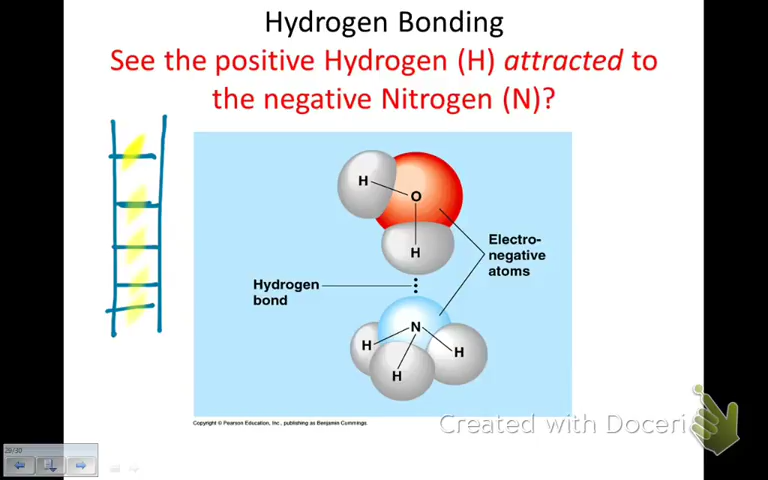 Hydrogen Bonding
See the positive Hydrogen (H) attracted to
the negative Nitrogen (N)?
H
O
H
Electro-
negative
atoms
Hydrogen
bond
N
H
H
H
Copyright © Pearson Education, Inc., publishing as Benjamin Cummings.
Created with Doceri